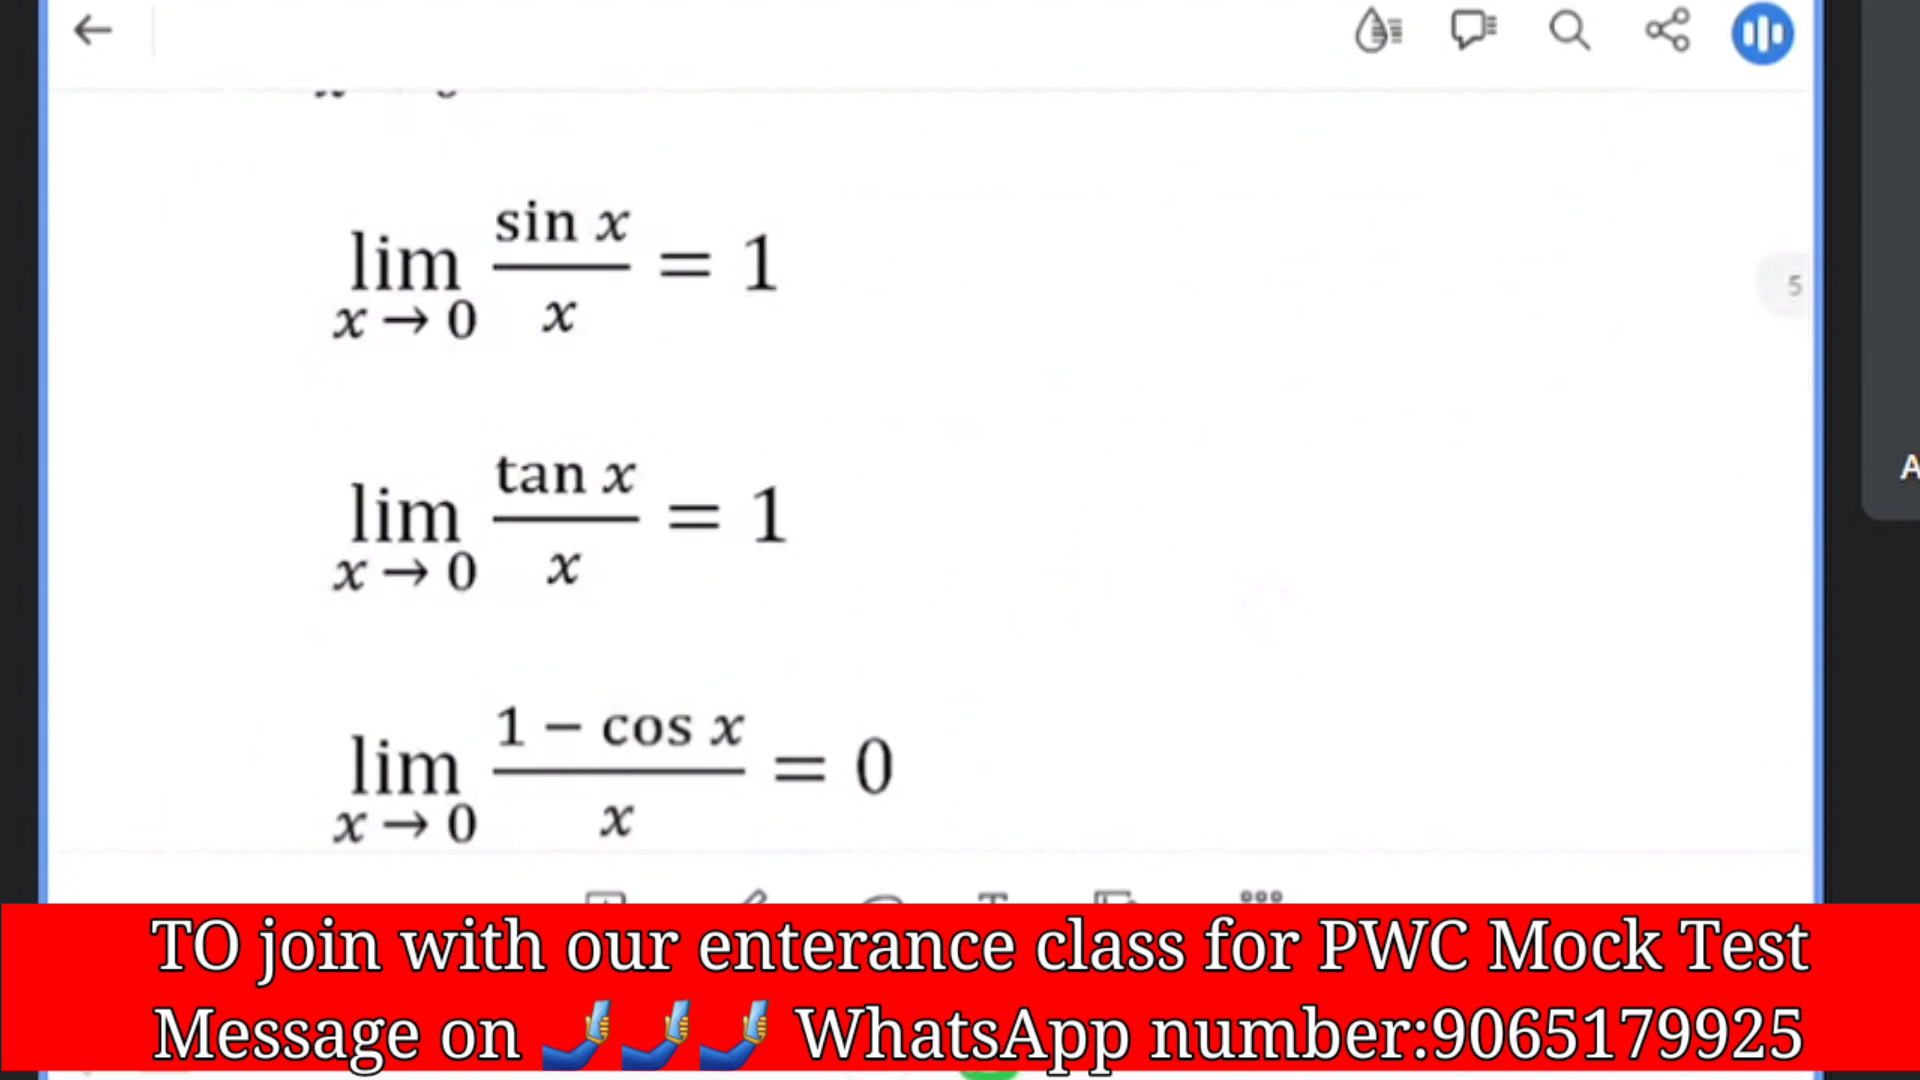 lim x → 0 sin x / x = 1
5
lim x → 0 tan x / x = 1
A
lim x → 0 1 − cos x / x = 0
TO join with our enterance class for PWC Mock Test
Message on 🤳🤳🤳 WhatsApp number:9065179925